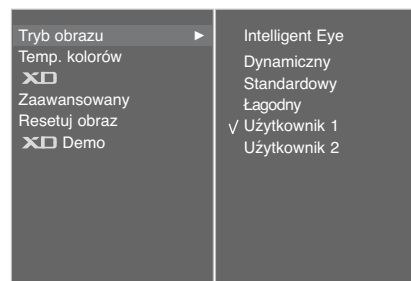 Tryb obrazu ►
Temp. kolorów
XD
Zaawansowany
Resetuj obraz
XD Demo
Intelligent Eye
Dynamiczny
Standardowy
Łagodny
√ Użytkownik 1
Użytkownik 2